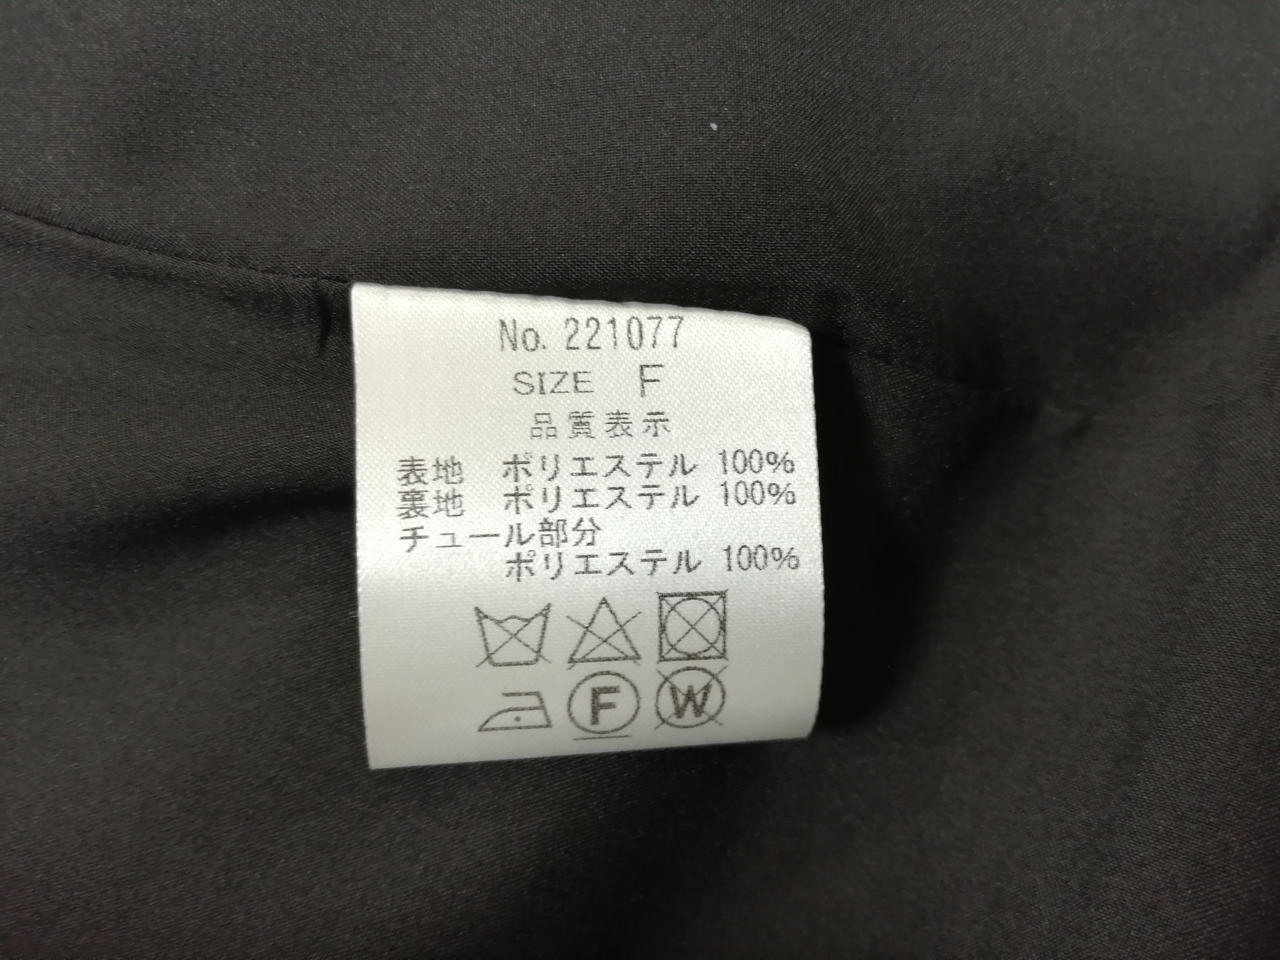 No. 221077
SIZE F
品質表示
表地 ポリエステル 100%
裏地 ポリエステル 100%
チュール部分
ポリエステル 100%
F W